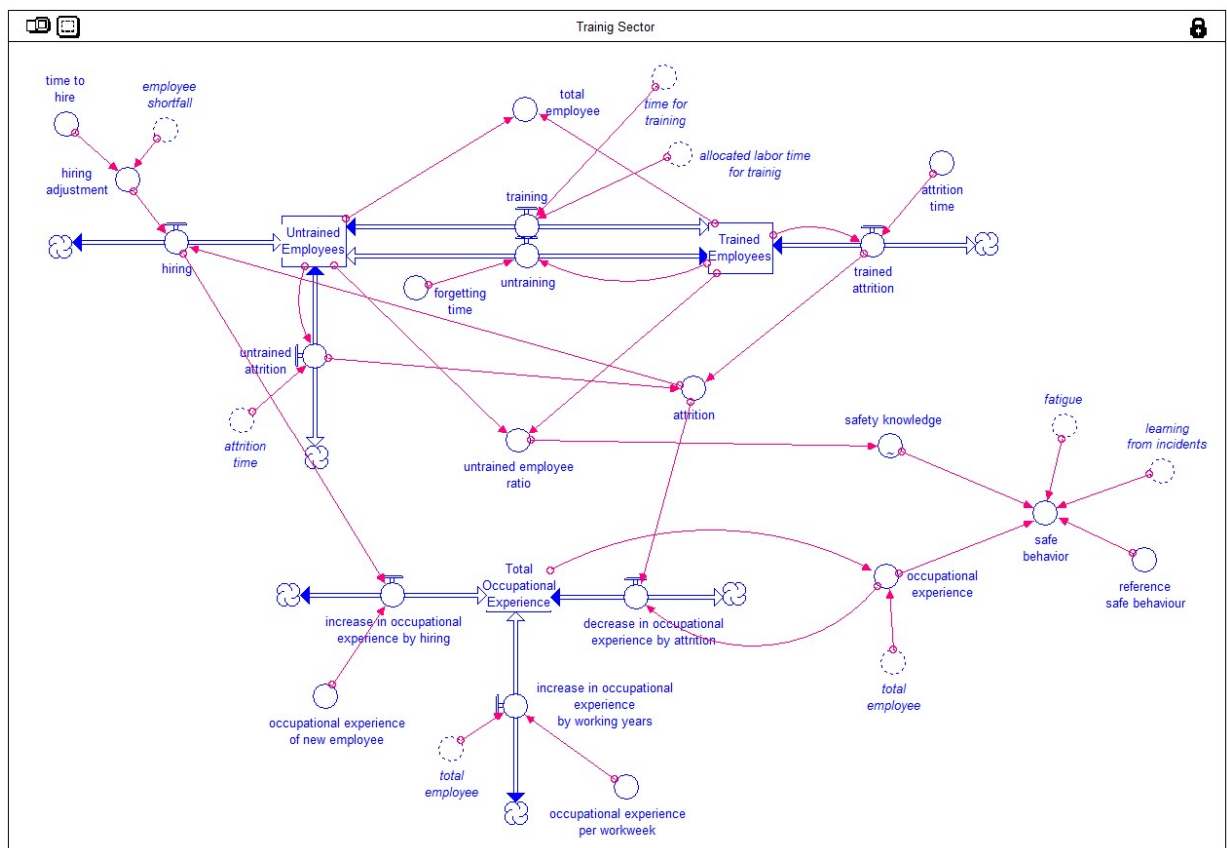 Trainig Sector
time to
hire
employee
shortfall
total
employee
time for
training
hiring
adjustment
allocated labor time
for trainig
attrition
time
training
Untrained
Employees
Trained
Employees
hiring
untraining
trained
attrition
forgetting
time
untrained
attrition
attrition
attrition
time
untrained employee
ratio
safety knowledge
~
fatigue
learning
from incidents
safe
behavior
reference
safe behaviour
Total
Occupational
Experience
occupational
experience
increase in occupational
experience by hiring
decrease in occupational
experience by attrition
total
employee
occupational experience
of new employee
increase in occupational
experience
by working years
total
employee
occupational experience
per workweek